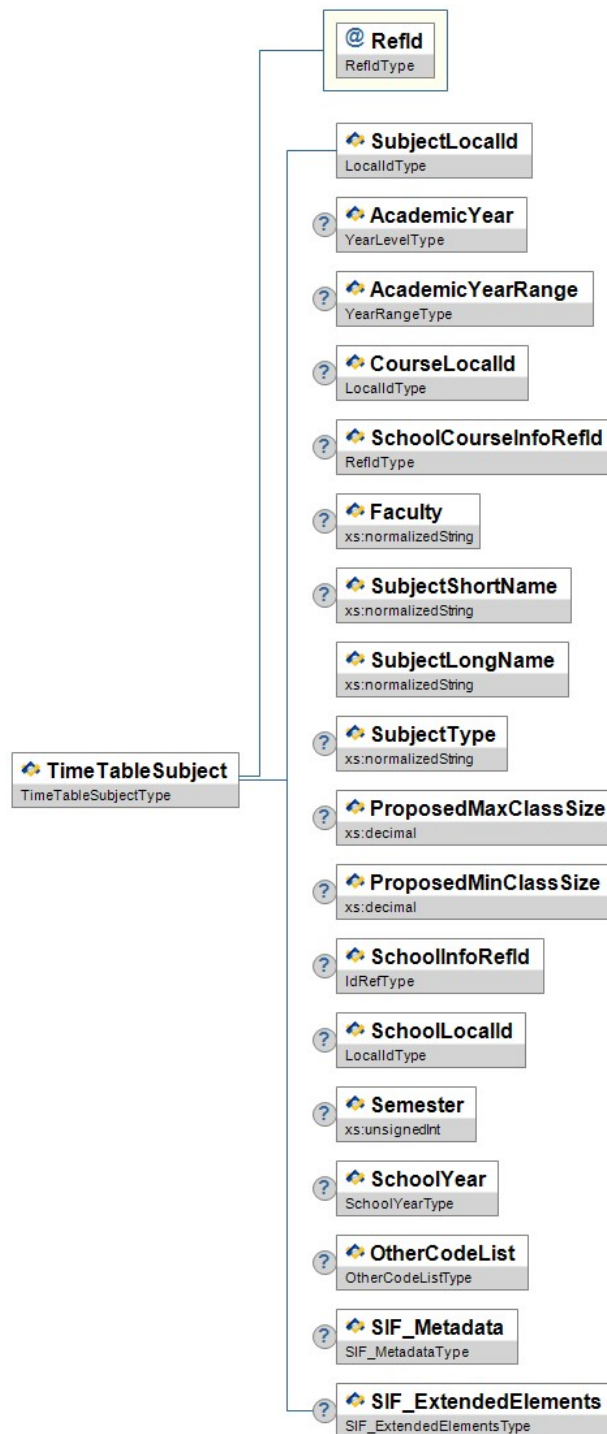 @ RefId
RefIdType
SubjectLocalId
LocalIdType
? AcademicYear
YearLevelType
? AcademicYearRange
YearRangeType
? CourseLocalId
LocalIdType
? SchoolCourseInfoRefId
RefIdType
? Faculty
xs:normalizedString
? SubjectShortName
xs:normalizedString
SubjectLongName
xs:normalizedString
? SubjectType
xs:normalizedString
TimeTableSubject
TimeTableSubjectType
? ProposedMaxClassSize
xs:decimal
? ProposedMinClassSize
xs:decimal
? SchoolInfoRefId
IdRefType
? SchoolLocalId
LocalIdType
? Semester
xs:unsignedInt
? SchoolYear
SchoolYearType
? OtherCodeList
OtherCodeListType
? SIF_Metadata
SIF_MetadataType
? SIF_ExtendedElements
SIF_ExtendedElementsType